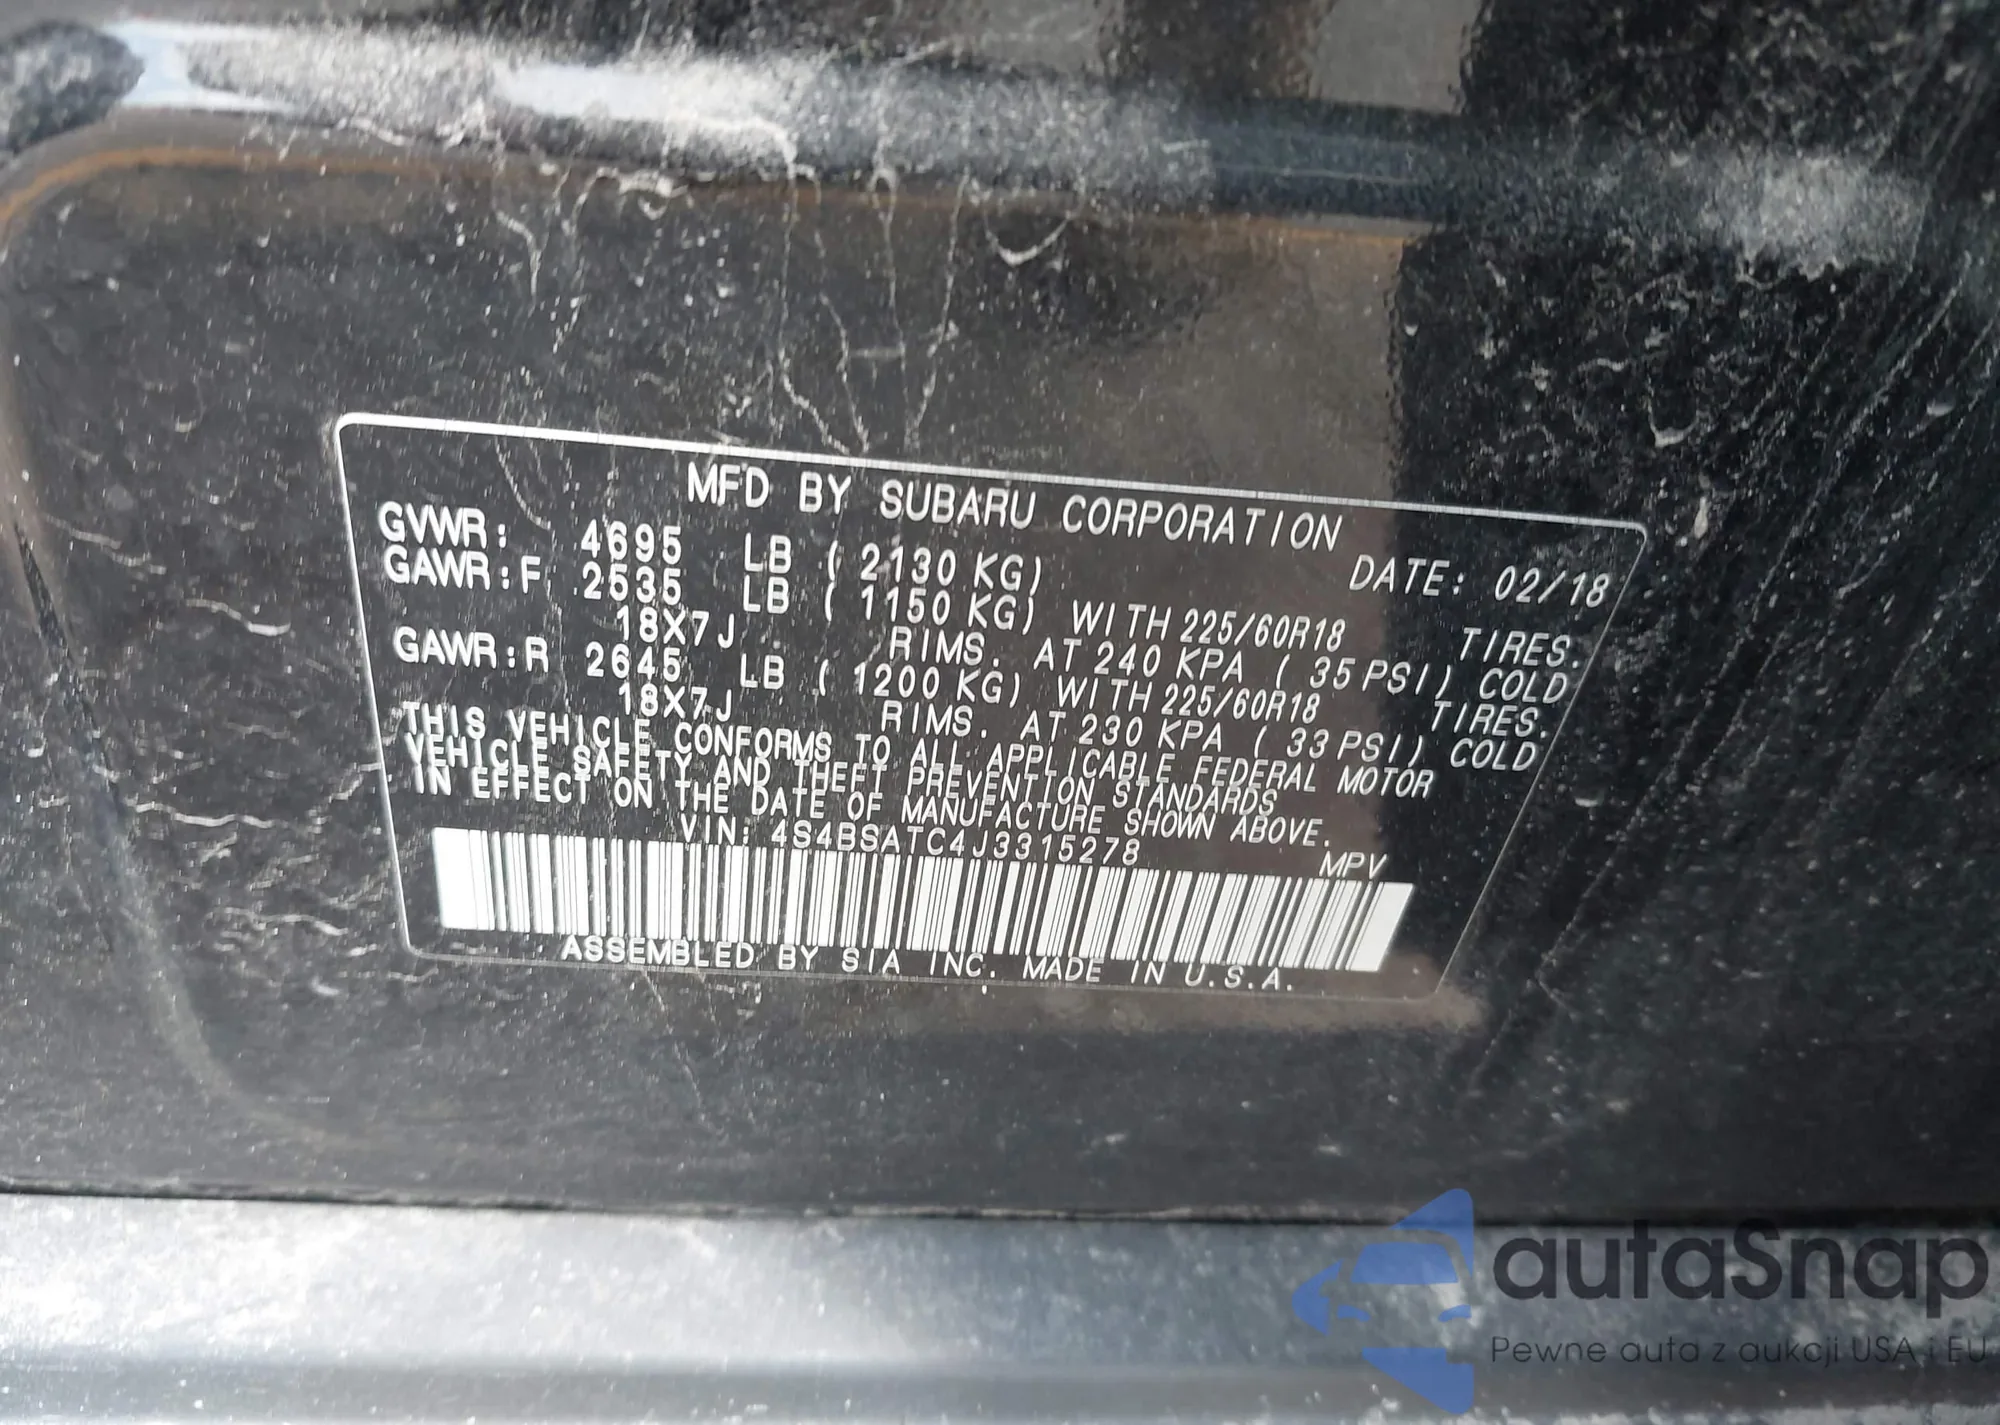 MFD BY SUBARU CORPORATION
GVWR: 4695 LB ( 2130 KG) DATE: 02/18
GAWR:F 2535 LB ( 1150 KG) WITH 225/60R18 TIRES.
18X7J RIMS. AT 240 KPA ( 35 PSI) COLD
GAWR:R 2645 LB ( 1200 KG) WITH 225/60R18 TIRES.
18X7J RIMS. AT 230 KPA ( 33 PSI) COLD
THIS VEHICLE CONFORMS TO ALL APPLICABLE FEDERAL MOTOR
VEHICLE SAFETY AND THEFT PREVENTION STANDARDS
IN EFFECT ON THE DATE OF MANUFACTURE SHOWN ABOVE.
VIN: 4S4BSATC4J3315278 MPV
ASSEMBLED BY SIA INC. MADE IN U.S.A.
autaSnap
Pewne auta z aukcji USA i EU